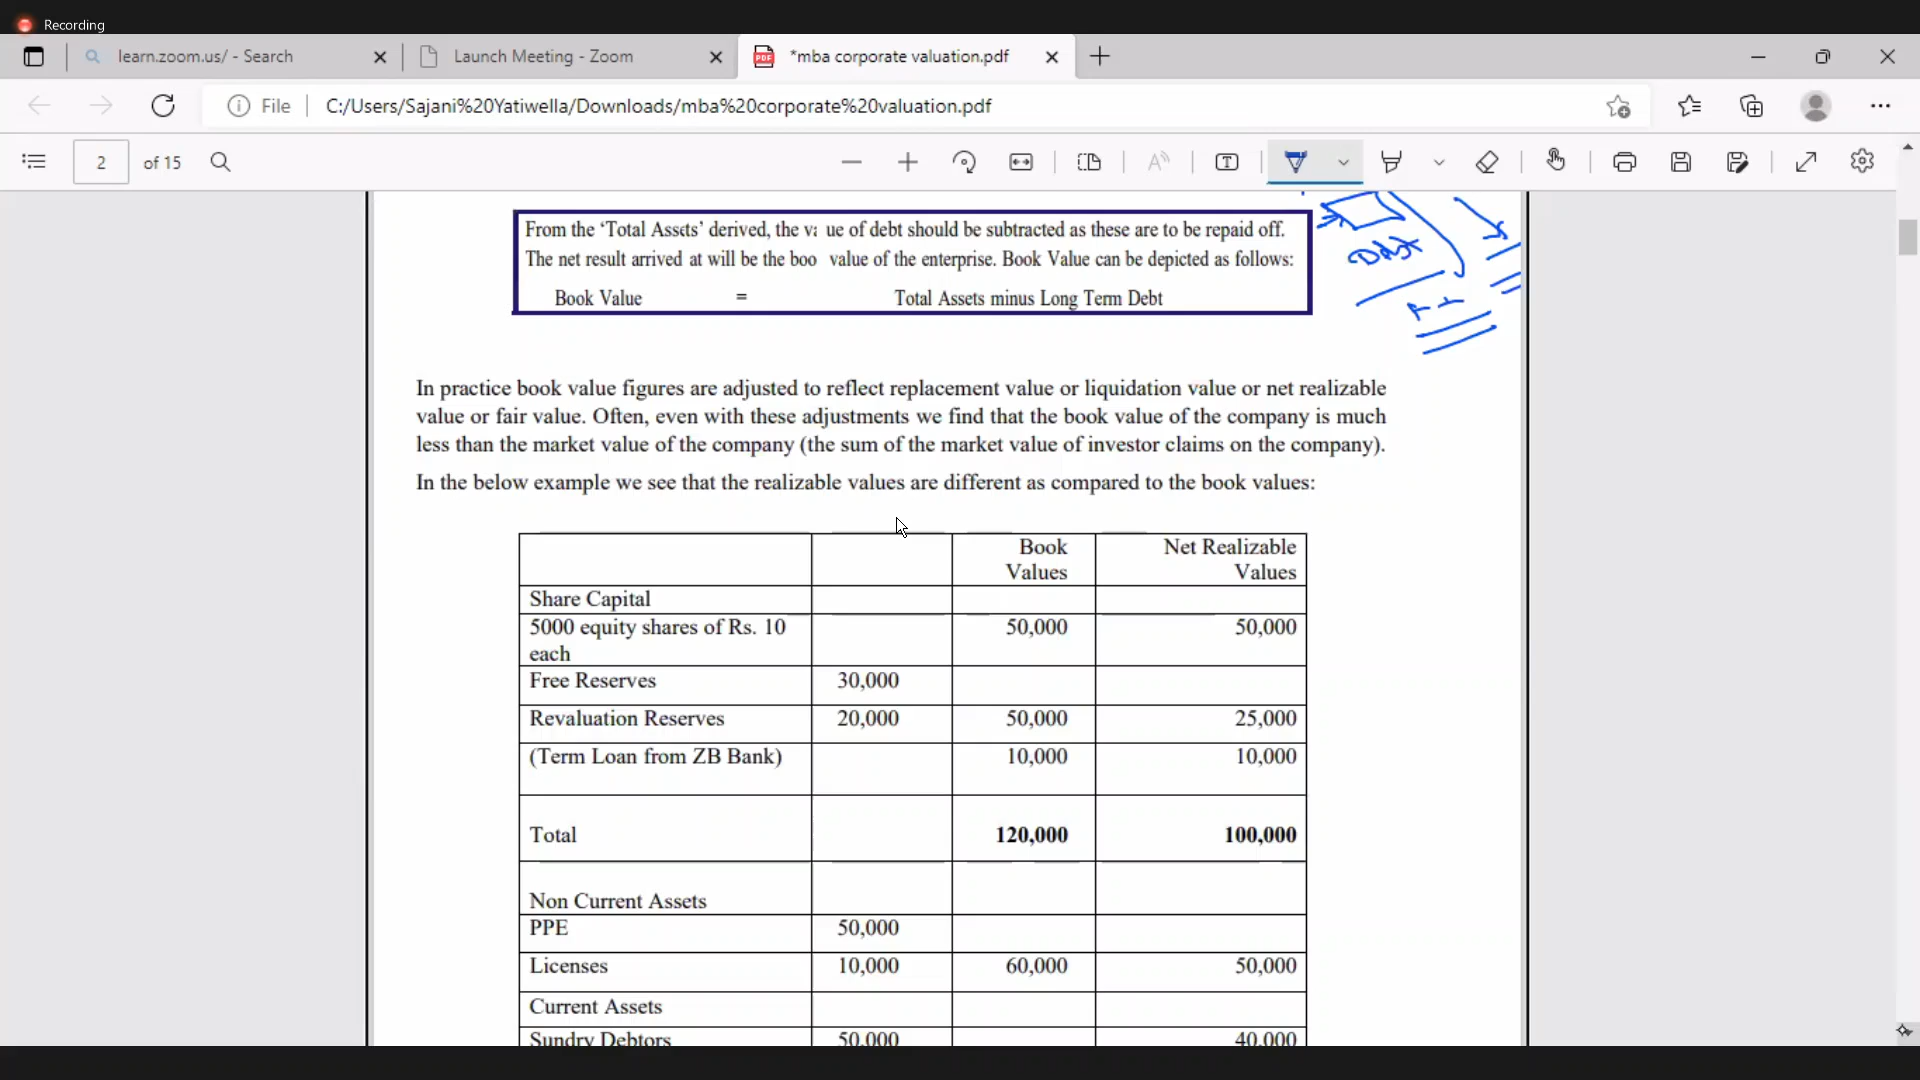 Recording
learn.zoom.us/ - Search
Launch Meeting - Zoom
*mba corporate valuation.pdf
File
C:/Users/Sajani%20Yatiwella/Downloads/mba%20corporate%20valuation.pdf
2 of 15
From the ‘Total Assets’ derived, the va ue of debt should be subtracted as these are to be repaid off.
The net result arrived at will be the boo value of the enterprise. Book Value can be depicted as follows:
Book Value = Total Assets minus Long Term Debt
Debt
In practice book value figures are adjusted to reflect replacement value or liquidation value or net realizable
value or fair value. Often, even with these adjustments we find that the book value of the company is much
less than the market value of the company (the sum of the market value of investor claims on the company).
In the below example we see that the realizable values are different as compared to the book values:
Book Values Net Realizable Values
Share Capital
5000 equity shares of Rs. 10 each 50,000 50,000
Free Reserves 30,000
Revaluation Reserves 20,000 50,000 25,000
(Term Loan from ZB Bank) 10,000 10,000
Total 120,000 100,000
Non Current Assets
PPE 50,000
Licenses 10,000 60,000 50,000
Current Assets
Sundry Debtors 50,000 40,000